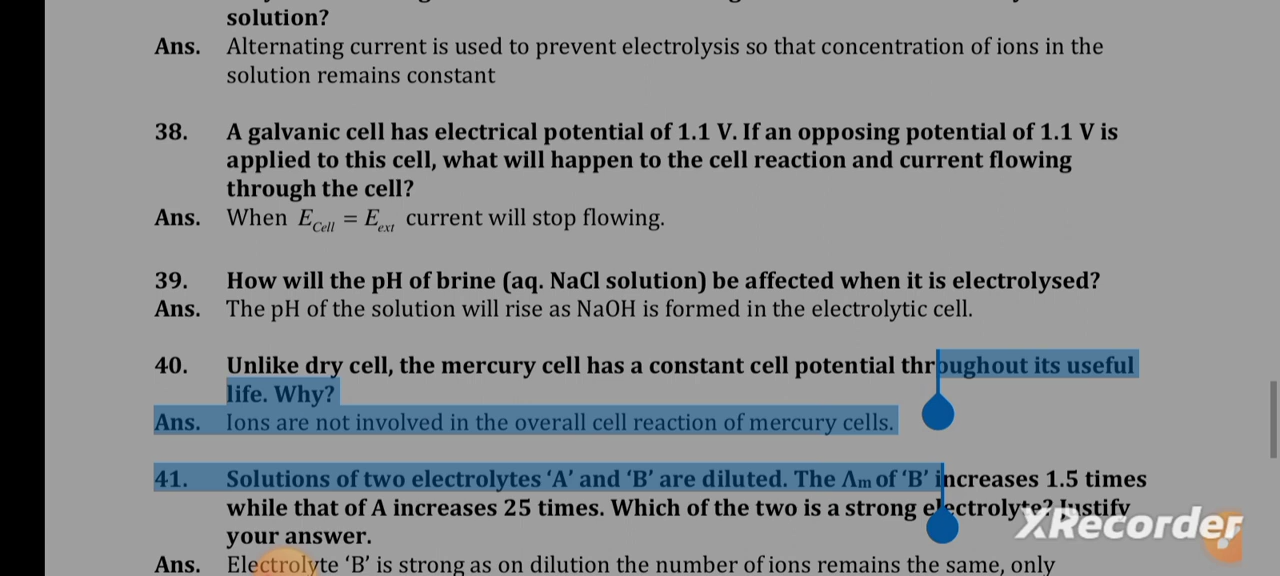 solution?
Ans. Alternating current is used to prevent electrolysis so that concentration of ions in the
solution remains constant
38. A galvanic cell has electrical potential of 1.1 V. If an opposing potential of 1.1 V is
applied to this cell, what will happen to the cell reaction and current flowing
through the cell?
Ans. When E_Cell = E_ext current will stop flowing.
39. How will the pH of brine (aq. NaCl solution) be affected when it is electrolysed?
Ans. The pH of the solution will rise as NaOH is formed in the electrolytic cell.
40. Unlike dry cell, the mercury cell has a constant cell potential throughout its useful
life. Why?
Ans. Ions are not involved in the overall cell reaction of mercury cells.
41. Solutions of two electrolytes ‘A’ and ‘B’ are diluted. The Λm of ‘B’ increases 1.5 times
while that of A increases 25 times. Which of the two is a strong electrolyte? Justify
your answer.
Ans. Electrolyte ‘B’ is strong as on dilution the number of ions remains the same, only
XRecorder